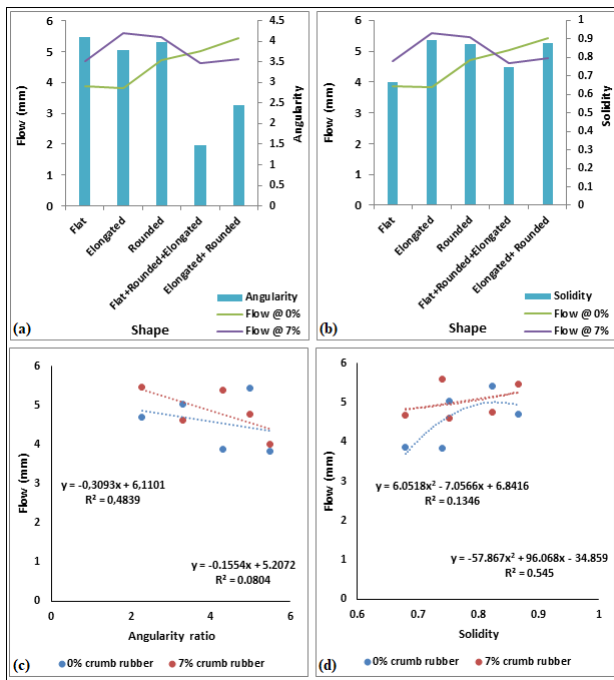 6
5
4
3
2
1
0
Flow (mm)
4.5
4
3.5
3
2.5
2
1.5
1
0.5
0
Angularity
Flat
Elongated
Rounded
Flat+Rounded+Elongated
Elongated+ Rounded
Angularity
Flow @ 0%
Flow @ 7%
(a)
Shape
6
5
4
3
2
1
0
Flow (mm)
1
0.9
0.8
0.7
0.6
0.5
0.4
0.3
0.2
0.1
0
Solidity
Flat
Elongated
Rounded
Flat+Rounded+Elongated
Elongated+ Rounded
Solidity
Flow @ 0%
Flow @ 7%
(b)
Shape
6
5
4
3
2
1
0
Flow (mm)
y = -0,3093x + 6,1101
R² = 0,4839
y = -0.1554x + 5.2072
R² = 0.0804
0
2
4
6
Angularity ratio
(c)
0% crumb rubber
7% crumb rubber
6
5
4
3
2
1
0
Flow (mm)
y = 6.0518x² - 7.0566x + 6.8416
R² = 0.1346
y = -57.867x² + 96.068x - 34.859
R² = 0.545
0.6
0.7
0.8
0.9
1
Solidity
(d)
0% crumb rubber
7% crumb rubber